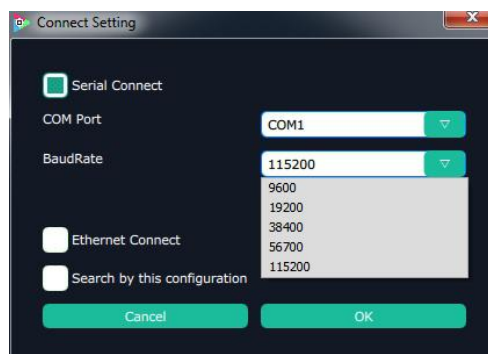 Connect Setting
Serial Connect
COM Port
COM1
BaudRate
115200
9600
19200
38400
56700
115200
Ethernet Connect
Search by this configuration
Cancel
OK